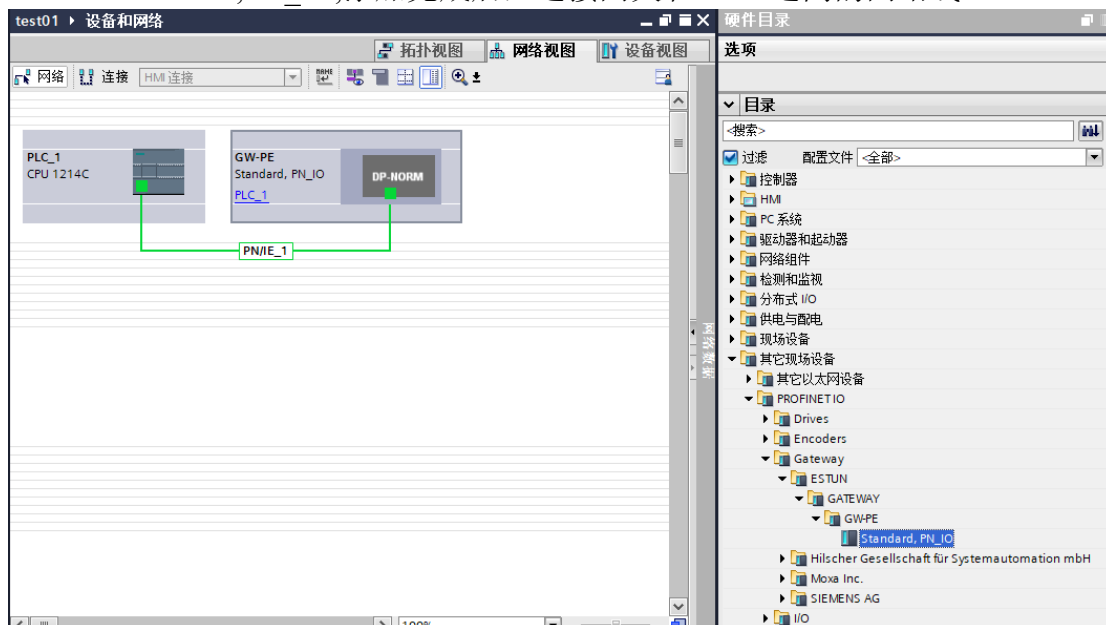 test01 ▸ 设备和网络
硬件目录
拓扑视图 网络视图 设备视图
选项
网络 连接 HMI 连接
目录
<搜索>
过滤 配置文件 <全部>
PLC_1
CPU 1214C
GW-PE
Standard, PN_IO
PLC_1
DP-NORM
PN/IE_1
控制器
HMI
PC 系统
驱动器和起动器
网络组件
检测和监视
分布式 I/O
供电与配电
现场设备
其它现场设备
其它以太网设备
PROFINET IO
Drives
Encoders
Gateway
ESTUN
GATEWAY
GW-PE
Standard, PN_IO
Hilscher Gesellschaft für Systemautomation mbH
Moxa Inc.
SIEMENS AG
I/O
网络数据
100%